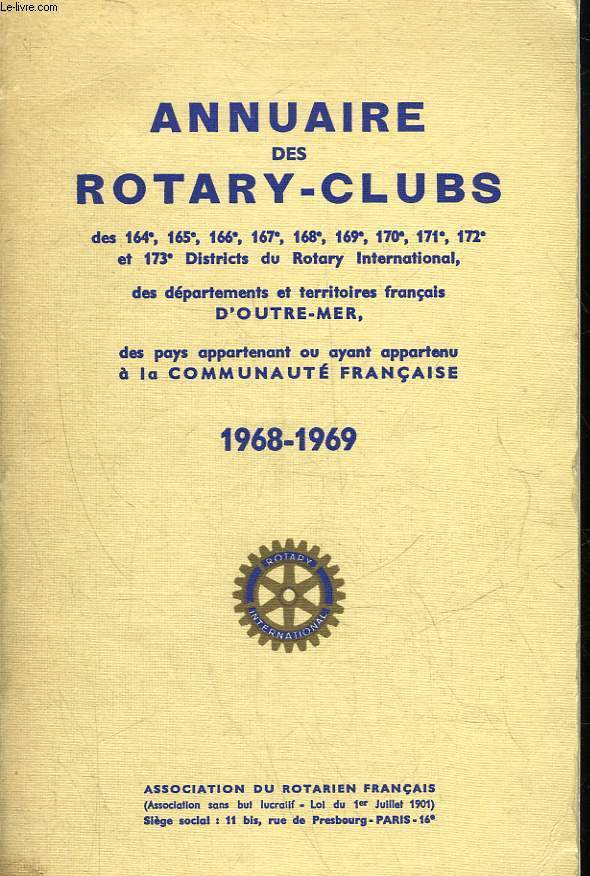 Le-livre.com
ANNUAIRE
DES
ROTARY-CLUBS
des 164e, 165e, 166e, 167e, 168e, 169e, 170e, 171e, 172e
et 173e Districts du Rotary International,
des départements et territoires français
D'OUTRE-MER,
des pays appartenant ou ayant appartenu
à la COMMUNAUTÉ FRANÇAISE
1968-1969
ROTARY
INTERNATIONAL
ASSOCIATION DU ROTARIEN FRANÇAIS
(Association sans but lucratif - Loi du 1er Juillet 1901)
Siège social : 11 bis, rue de Presbourg - PARIS - 16e